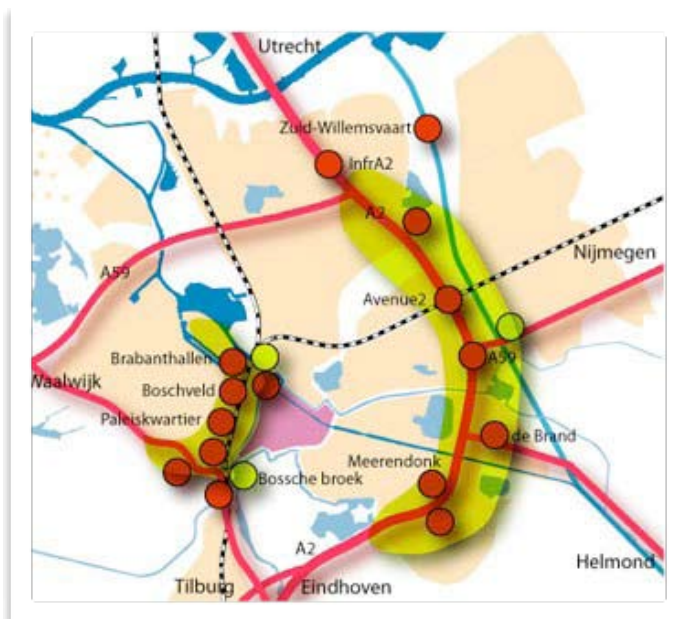 Utrecht
Zuid-Willemsvaart
InfrA2
A2
Nijmegen
A59
Avenue2
Brabanthallen
A59
Waalwijk
Boschveld
Paleiskwartier
de Brand
Meerendonk
Bossche broek
A2
Helmond
Tilburg
Eindhoven